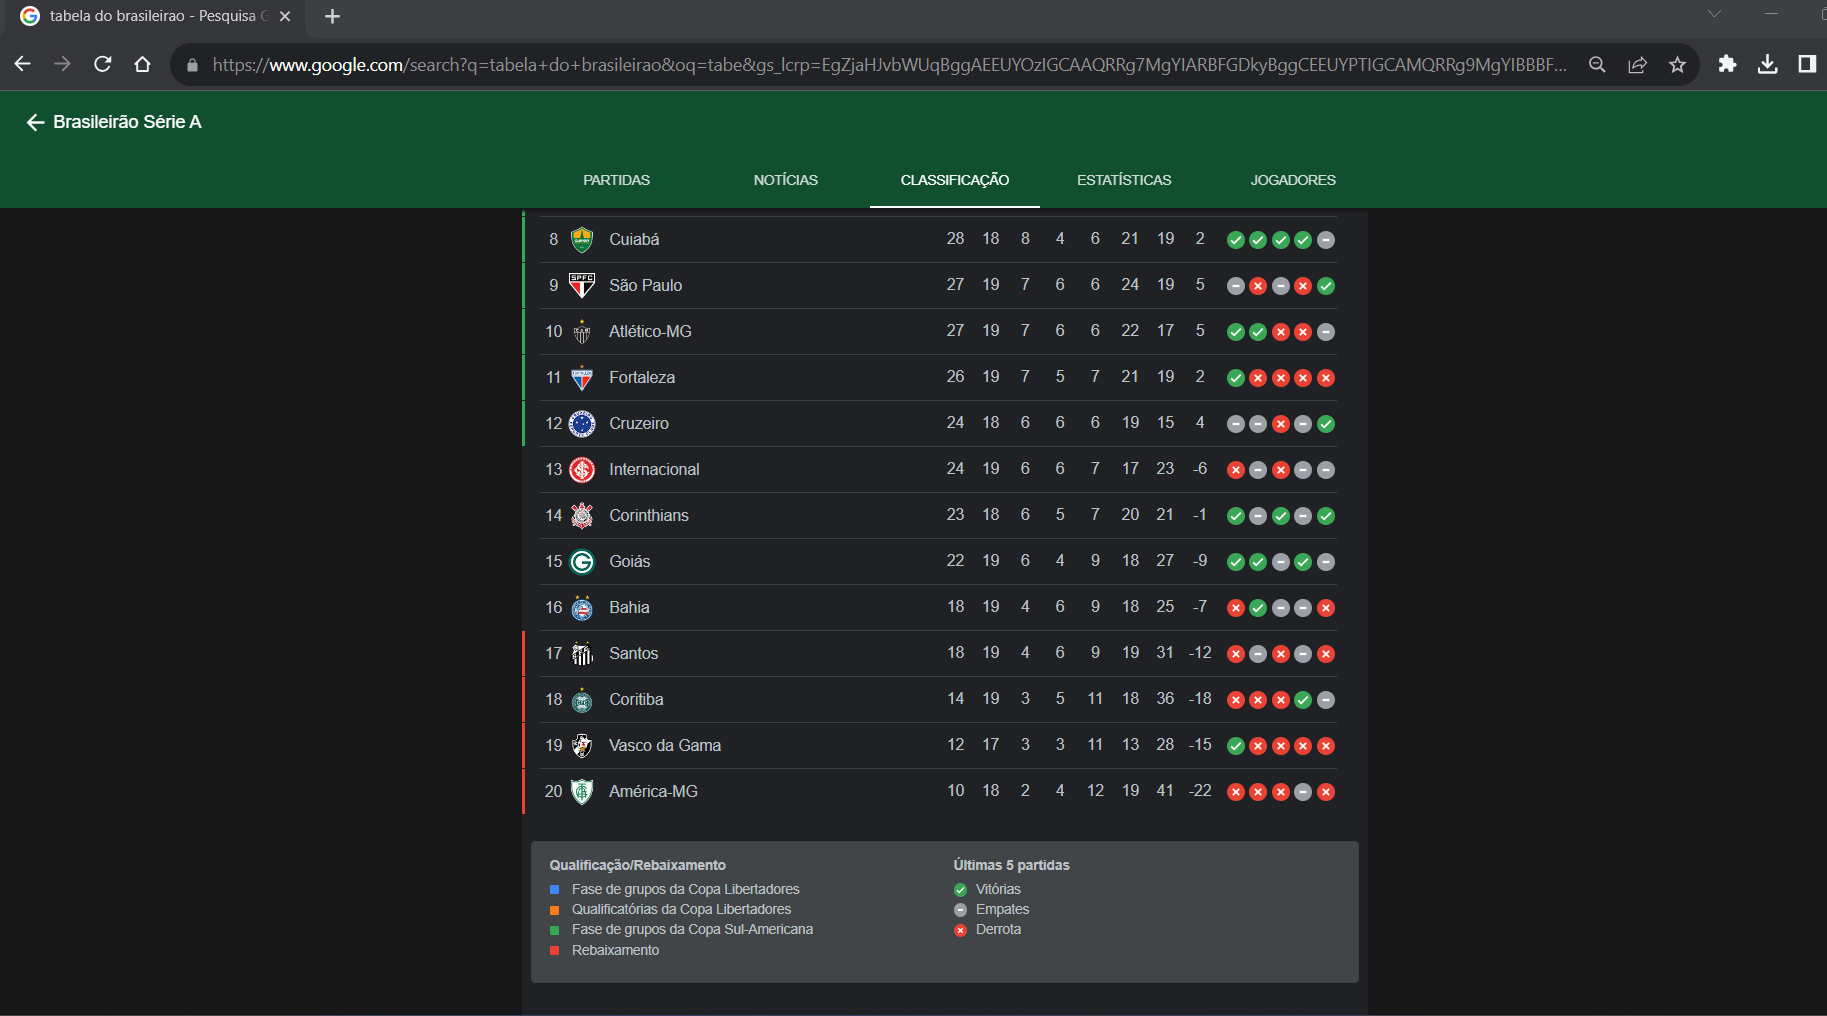 tabela do brasileirao - Pesquisa G
https://www.google.com/search?q=tabela+do+brasileirao&oq=tabe&gs_lcrp=EgZjaHJvbWUqBggAEEUYOzIGCAAQRRg7MgYIARBFGDkyBggCEEUYPTIGCAMQRRg9MgYIBBBF...
Brasileirão Série A
PARTIDAS NOTÍCIAS CLASSIFICAÇÃO ESTATÍSTICAS JOGADORES
8 Cuiabá 28 18 8 4 6 21 19 2
9 SPFC São Paulo 27 19 7 6 6 24 19 5
10 Atlético-MG 27 19 7 6 6 22 17 5
11 Fortaleza 26 19 7 5 7 21 19 2
12 Cruzeiro 24 18 6 6 6 19 15 4
13 Internacional 24 19 6 6 7 17 23 -6
14 Corinthians 23 18 6 5 7 20 21 -1
15 Goiás 22 19 6 4 9 18 27 -9
16 Bahia 18 19 4 6 9 18 25 -7
17 Santos 18 19 4 6 9 19 31 -12
18 Coritiba 14 19 3 5 11 18 36 -18
19 Vasco da Gama 12 17 3 3 11 13 28 -15
20 América-MG 10 18 2 4 12 19 41 -22
Qualificação/Rebaixamento
Fase de grupos da Copa Libertadores
Qualificatórias da Copa Libertadores
Fase de grupos da Copa Sul-Americana
Rebaixamento
Últimas 5 partidas
Vitórias
Empates
Derrota